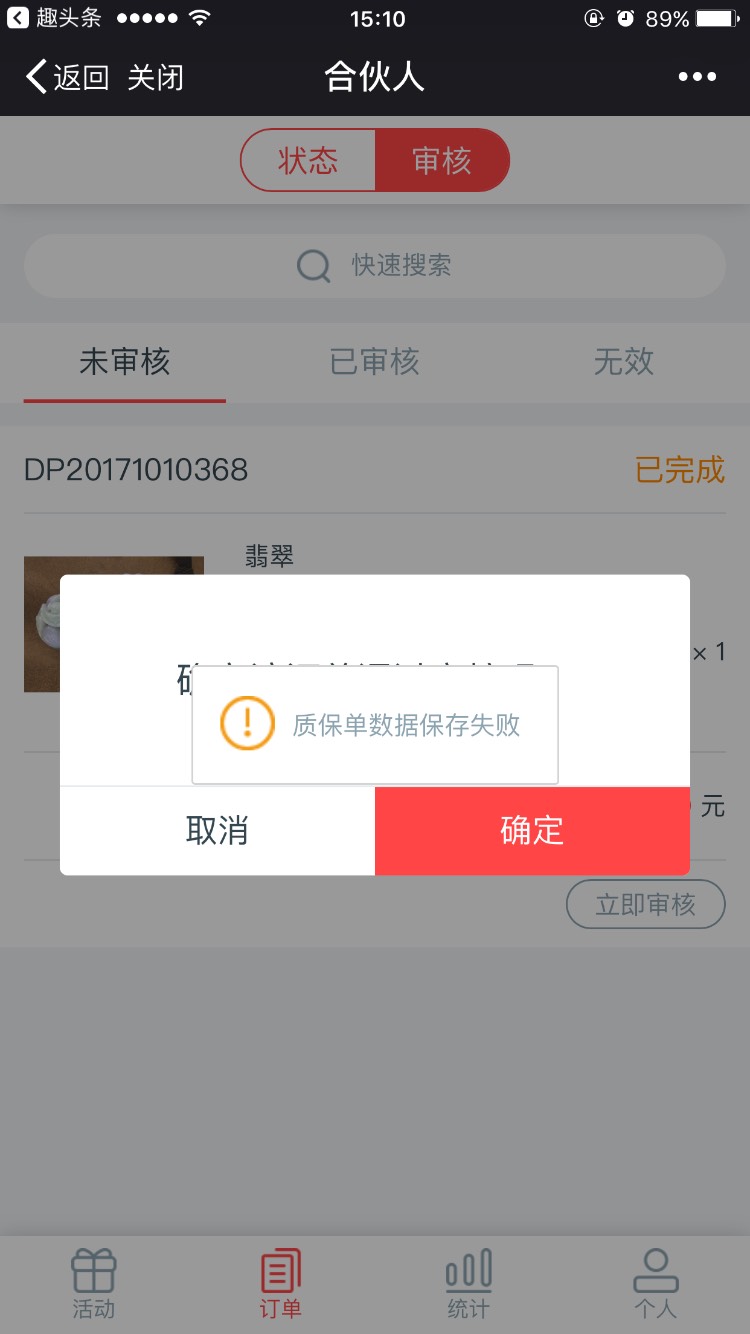 趣头条 15:10 89%
返回 关闭 合伙人
状态 审核
快速搜索
未审核 已审核 无效
DP20171010368 已完成
翡翠
× 1
质保单数据保存失败
元
取消 确定
立即审核
活动 订单 统计 个人